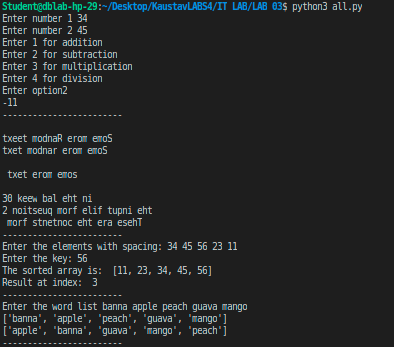 Student@dblab-hp-29:~/Desktop/KaustavLABS4/IT LAB/LAB 03$ python3 all.py
Enter number 1 34
Enter number 2 45
Enter 1 for addition
Enter 2 for subtraction
Enter 3 for multiplication
Enter 4 for division
Enter option2
-11
------------------------
txeet modnaR erom emoS
txet modnar erom emoS
txet erom emos
30 keew bal eht ni
2 noitseuq morf elif tupni eht
morf stnetnoc eht era esehT
------------------------
Enter the elements with spacing: 34 45 56 23 11
Enter the key: 56
The sorted array is:  [11, 23, 34, 45, 56]
Result at index:  3
------------------------
Enter the word list banna apple peach guava mango
['banna', 'apple', 'peach', 'guava', 'mango']
['apple', 'banna', 'guava', 'mango', 'peach']
------------------------